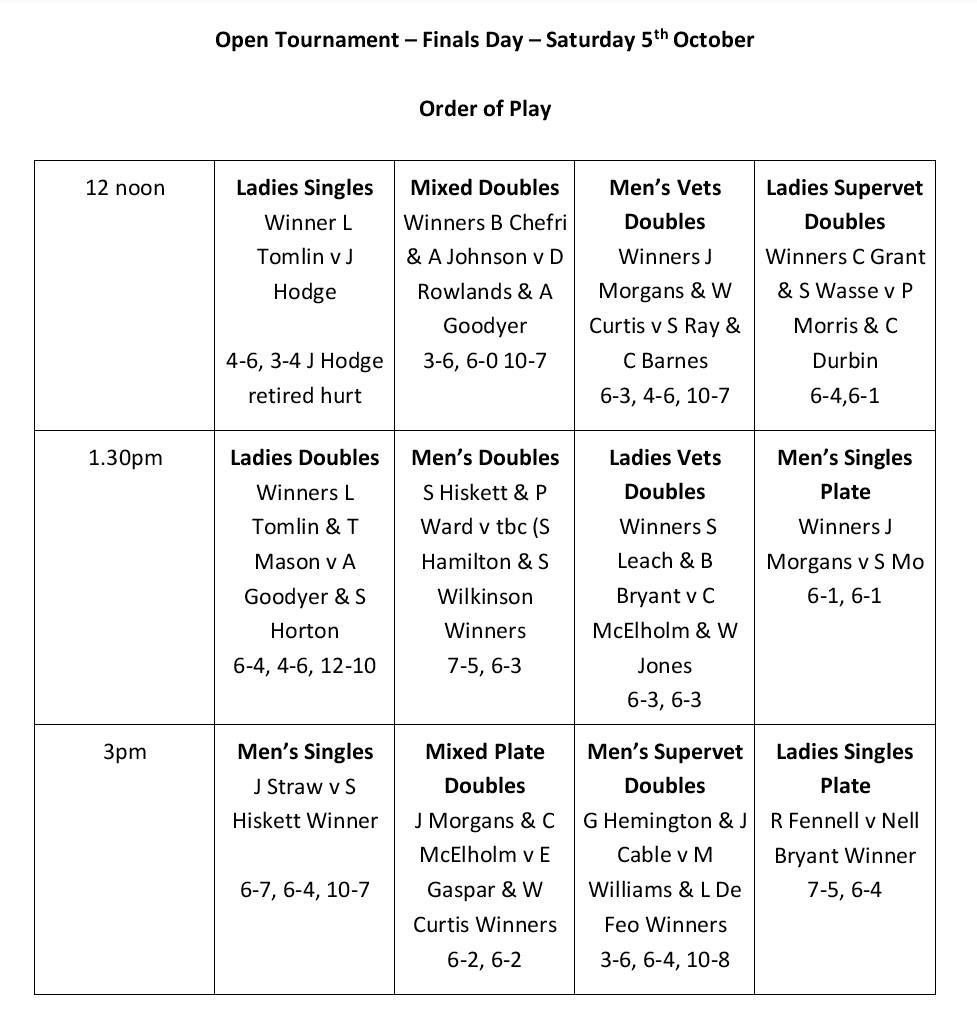 Open Tournament – Finals Day – Saturday 5th October
Order of Play
12 noon
Ladies Singles
Winner L
Tomlin v J
Hodge
4-6, 3-4 J Hodge
retired hurt
Mixed Doubles
Winners B Chefri
& A Johnson v D
Rowlands & A
Goodyer
3-6, 6-0 10-7
Men’s Vets
Doubles
Winners J
Morgans & W
Curtis v S Ray &
C Barnes
6-3, 4-6, 10-7
Ladies Supervet
Doubles
Winners C Grant
& S Wasse v P
Morris & C
Durbin
6-4,6-1
1.30pm
Ladies Doubles
Winners L
Tomlin & T
Mason v A
Goodyer & S
Horton
6-4, 4-6, 12-10
Men’s Doubles
S Hiskett & P
Ward v tbc (S
Hamilton & S
Wilkinson
Winners
7-5, 6-3
Ladies Vets
Doubles
Winners S
Leach & B
Bryant v C
McElholm & W
Jones
6-3, 6-3
Men’s Singles
Plate
Winners J
Morgans v S Mo
6-1, 6-1
3pm
Men’s Singles
J Straw v S
Hiskett Winner
6-7, 6-4, 10-7
Mixed Plate
Doubles
J Morgans & C
McElholm v E
Gaspar & W
Curtis Winners
6-2, 6-2
Men’s Supervet
Doubles
G Hemington & J
Cable v M
Williams & L De
Feo Winners
3-6, 6-4, 10-8
Ladies Singles
Plate
R Fennell v Nell
Bryant Winner
7-5, 6-4